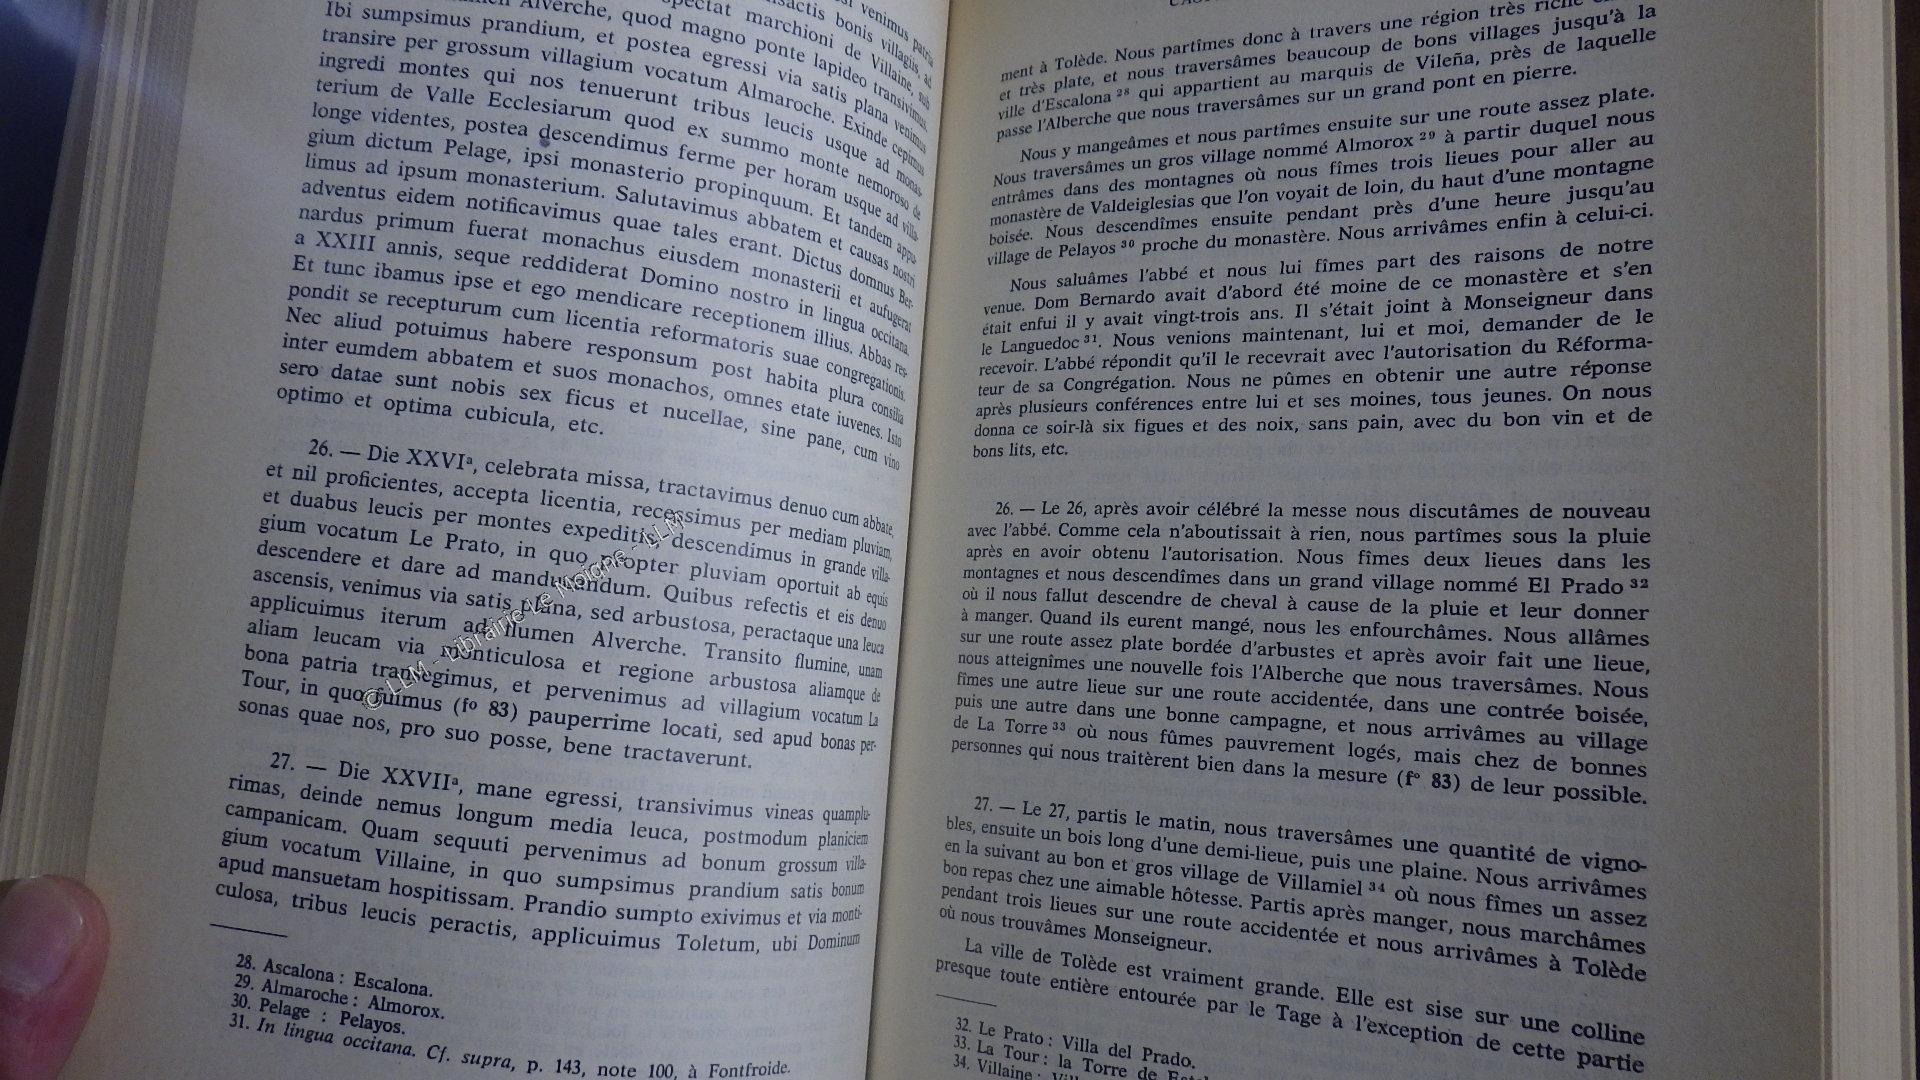 venimus patria
nsactis bonis villagiis, ad
pectat marchioni de Villaine, sub
Alverche, quod magno ponte lapideo transivimus.
Ibi sumpsimus prandium, et postea egressi via satis plana venimus
transire per grossum villagium vocatum Almaroche. Exinde cepimus
ingredi montes qui nos tenuerunt tribus leucis usque ad monas-
terium de Valle Ecclesiarum quod ex summo monte nemoroso de
longe videntes, postea descendimus ferme per horam usque ad villa-
gium dictum Pelage, ipsi monasterio propinquum. Et tandem appu-
limus ad ipsum monasterium. Salutavimus abbatem et causas nostri
adventus eidem notificavimus quae tales erant. Dictus domnus Ber-
nardus primum fuerat monachus eiusdem monasterii et aufugerat
a XXIII annis, seque reddiderat Domino nostro in lingua occitana.
Et tunc ibamus ipse et ego mendicare receptionem illius. Abbas res-
pondit se recepturum cum licentia reformatoris suae congregationis.
Nec aliud potuimus habere responsum post habita plura consilia
inter eumdem abbatem et suos monachos, omnes etate iuvenes. Isto
sero datae sunt nobis sex ficus et nucellae, sine pane, cum vino
optimo et optima cubicula, etc.
26. — Die XXVIª, celebrata missa, tractavimus denuo cum abbate,
et nil proficientes, accepta licentia, recessimus per mediam pluviam,
et duabus leucis per montes expeditis, descendimus in grande villa-
gium vocatum Le Prato, in quo propter pluviam oportuit ab equis
descendere et dare ad manducandum. Quibus refectis et eis denuo
ascensis, venimus via satis plana, sed arbustosa, peractaque una leuca
applicuimus iterum ad flumen Alverche. Transito flumine, unam
aliam leucam via monticulosa et regione arbustosa aliamque de
bona patria tranlegimus, et pervenimus ad villagium vocatum La
Tour, in quo fuimus (fº 83) pauperrime locati, sed apud bonas per-
sonas quae nos, pro suo posse, bene tractaverunt.
27. — Die XXVIIª, mane egressi, transivimus vineas quamplu-
rimas, deinde nemus longum media leuca, postmodum planiciem
campanicam. Quam sequuti pervenimus ad bonum grossum villa-
gium vocatum Villaine, in quo sumpsimus prandium satis bonum
apud mansuetam hospitissam. Prandio sumpto exivimus et via monti-
culosa, tribus leucis peractis, applicuimus Toletum, ubi Dominum
28. Ascalona : Escalona.
29. Almaroche : Almorox.
30. Pelage : Pelayos.
31. In lingua occitana. Cf. supra, p. 143, note 100, à Fontfroide.
© LLM - Librairie Le Moigne - LLM
ment à Tolède. Nous partîmes donc à travers une région très riche
et très plate, et nous traversâmes beaucoup de bons villages jusqu'à la
ville d'Escalona ²⁸ qui appartient au marquis de Vileña, près de laquelle
passe l'Alberche que nous traversâmes sur un grand pont en pierre.
Nous y mangeâmes et nous partîmes ensuite sur une route assez plate.
Nous traversâmes un gros village nommé Almorox ²⁹ à partir duquel nous
entrâmes dans des montagnes où nous fîmes trois lieues pour aller au
monastère de Valdeiglesias que l'on voyait de loin, du haut d'une montagne
boisée. Nous descendîmes ensuite pendant près d'une heure jusqu'au
village de Pelayos ³⁰ proche du monastère. Nous arrivâmes enfin à celui-ci.
Nous saluâmes l'abbé et nous lui fîmes part des raisons de notre
venue. Dom Bernardo avait d'abord été moine de ce monastère et s'en
était enfui il y avait vingt-trois ans. Il s'était joint à Monseigneur dans
le Languedoc ³¹. Nous venions maintenant, lui et moi, demander de le
recevoir. L'abbé répondit qu'il le recevrait avec l'autorisation du Réforma-
teur de sa Congrégation. Nous ne pûmes en obtenir une autre réponse
après plusieurs conférences entre lui et ses moines, tous jeunes. On nous
donna ce soir-là six figues et des noix, sans pain, avec du bon vin et de
bons lits, etc.
26. — Le 26, après avoir célébré la messe nous discutâmes de nouveau
avec l'abbé. Comme cela n'aboutissait à rien, nous partîmes sous la pluie
après en avoir obtenu l'autorisation. Nous fîmes deux lieues dans les
montagnes et nous descendîmes dans un grand village nommé El Prado ³²
où il nous fallut descendre de cheval à cause de la pluie et leur donner
à manger. Quand ils eurent mangé, nous les enfourchâmes. Nous allâmes
sur une route assez plate bordée d'arbustes et après avoir fait une lieue,
nous atteignîmes une nouvelle fois l'Alberche que nous traversâmes. Nous
fîmes une autre lieue sur une route accidentée, dans une contrée boisée,
puis une autre dans une bonne campagne, et nous arrivâmes au village
de La Torre ³³ où nous fûmes pauvrement logés, mais chez de bonnes
personnes qui nous traitèrent bien dans la mesure (fº 83) de leur possible.
27. — Le 27, partis le matin, nous traversâmes une quantité de vigno-
bles, ensuite un bois long d'une demi-lieue, puis une plaine. Nous arrivâmes
en la suivant au bon et gros village de Villamiel ³⁴ où nous fîmes un assez
bon repas chez une aimable hôtesse. Partis après manger, nous marchâmes
pendant trois lieues sur une route accidentée et nous arrivâmes à Tolède
où nous trouvâmes Monseigneur.
La ville de Tolède est vraiment grande. Elle est sise sur une colline
presque toute entière entourée par le Tage à l'exception de cette partie
32. Le Prato : Villa del Prado.
33. La Tour : la Torre de
34. Villaine :